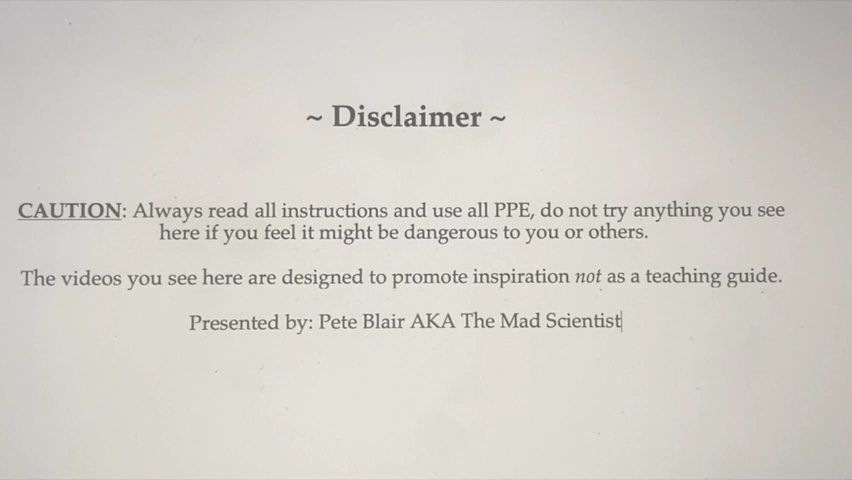 ~ Disclaimer ~
CAUTION: Always read all instructions and use all PPE, do not try anything you see
here if you feel it might be dangerous to you or others.
The videos you see here are designed to promote inspiration not as a teaching guide.
Presented by: Pete Blair AKA The Mad Scientist